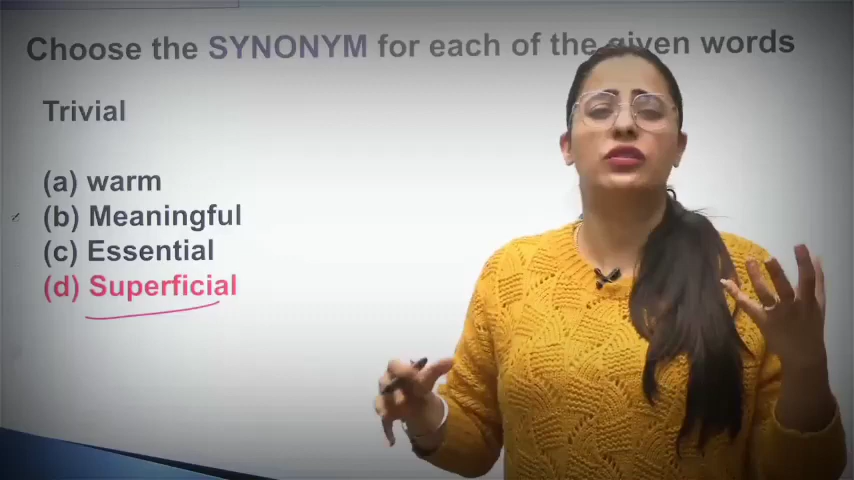 Choose the SYNONYM for each of the given words
Trivial
(a) warm
(b) Meaningful
(c) Essential
(d) Superficial